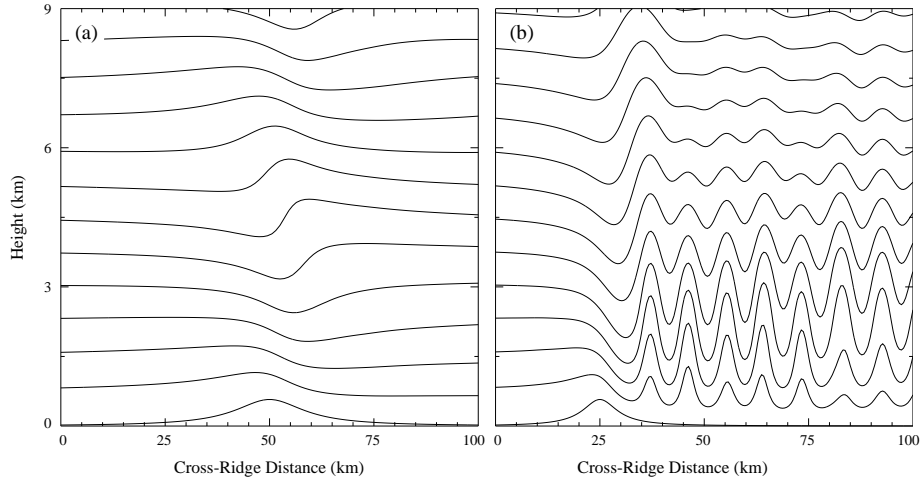 (a)
(b)
9
6
3
0
Height (km)
0 25 50 75 100
0 25 50 75 100
Cross-Ridge Distance (km)
Cross-Ridge Distance (km)